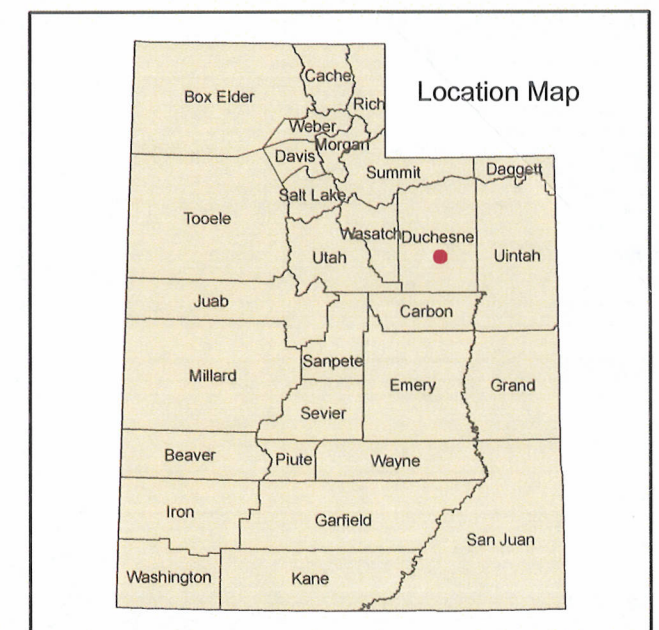 Location Map
Cache
Box Elder
Rich
Weber
Morgan
Davis
Summit
Daggett
Salt Lake
Tooele
Wasatch
Duchesne
Utah
Uintah
Juab
Carbon
Sanpete
Millard
Emery
Grand
Sevier
Beaver
Piute
Wayne
Iron
Garfield
San Juan
Washington
Kane